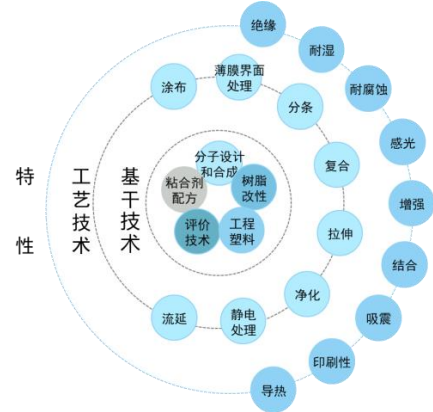 特性
工艺技术
基干技术
绝缘
耐湿
耐腐蚀
感光
增强
结合
吸震
印刷性
导热
涂布
薄膜界面
处理
分条
复合
拉伸
净化
静电
处理
流延
分子设计
和合成
粘合剂
配方
树脂
改性
评价
技术
工程
塑料